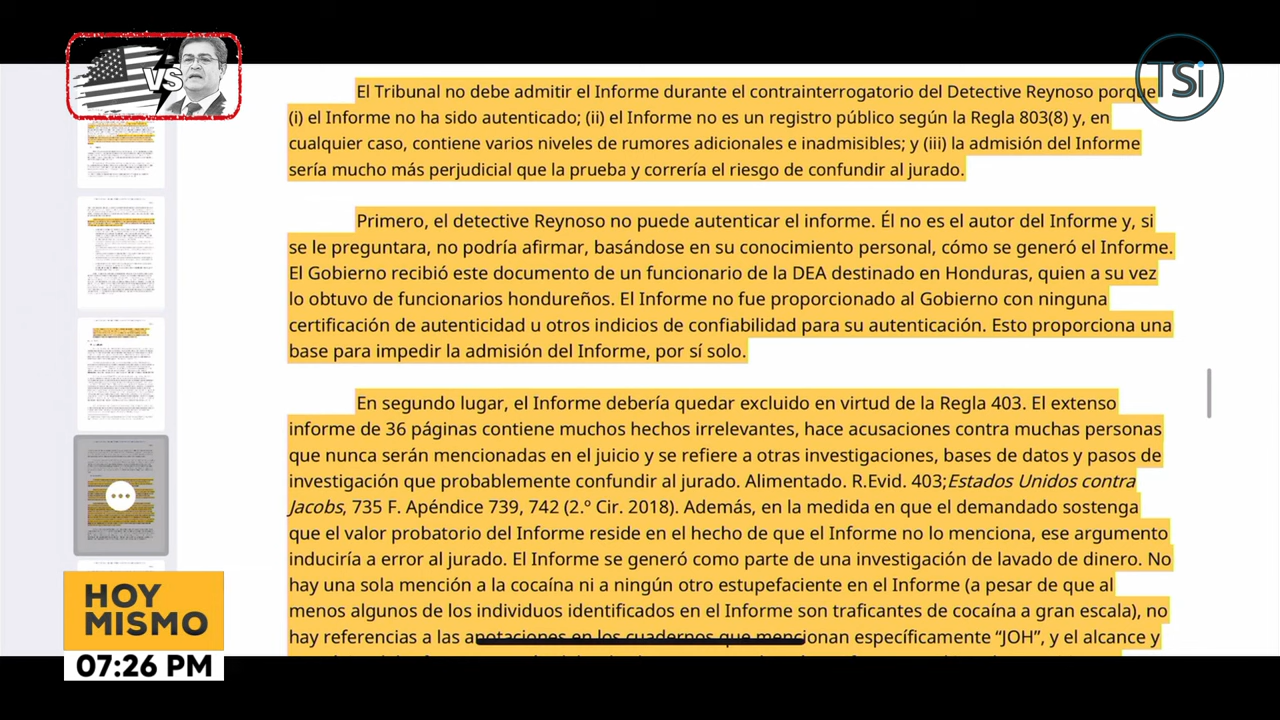 VS
TSi
El Tribunal no debe admitir el Informe durante el contrainterrogatorio del Detective Reynoso porque
(i) el Informe no ha sido autenticado; (ii) el Informe no es un registro público según la Regla 803(8) y, en
cualquier caso, contiene varios niveles de rumores adicionales e inadmisibles; y (iii) la admisión del Informe
sería mucho más perjudicial que la prueba y correría el riesgo de confundir al jurado.
Primero, el detective Reynoso no puede autenticar el informe. Él no es el autor del Informe y, si
se le preguntara, no podría afirmar, basándose en su conocimiento personal, cómo se generó el Informe.
El Gobierno recibió este documento de un funcionario de la DEA destinado en Honduras, quien a su vez
lo obtuvo de funcionarios hondureños. El Informe no fue proporcionado al Gobierno con ninguna
certificación de autenticidad u otros indicios de confiabilidad para su autenticación. Esto proporciona una
base para impedir la admisión del Informe, por sí solo.
En segundo lugar, el Informe debería quedar excluido en virtud de la Regla 403. El extenso
informe de 36 páginas contiene muchos hechos irrelevantes, hace acusaciones contra muchas personas
que nunca serán mencionadas en el juicio y se refiere a otras investigaciones, bases de datos y pasos de
investigación que probablemente confundir al jurado. Alimentado. R.Evid. 403;Estados Unidos contra
Jacobs, 735 F. Apéndice 739, 742 (2.º Cir. 2018). Además, en la medida en que el demandado sostenga
que el valor probatorio del Informe reside en el hecho de que el Informe no lo menciona, ese argumento
induciría a error al jurado. El Informe se generó como parte de una investigación de lavado de dinero. No
hay una sola mención a la cocaína ni a ningún otro estupefaciente en el Informe (a pesar de que al
menos algunos de los individuos identificados en el Informe son traficantes de cocaína a gran escala), no
hay referencias a las anotaciones en los cuadernos que mencionan específicamente “JOH”, y el alcance y
HOY
MISMO
07:26 PM